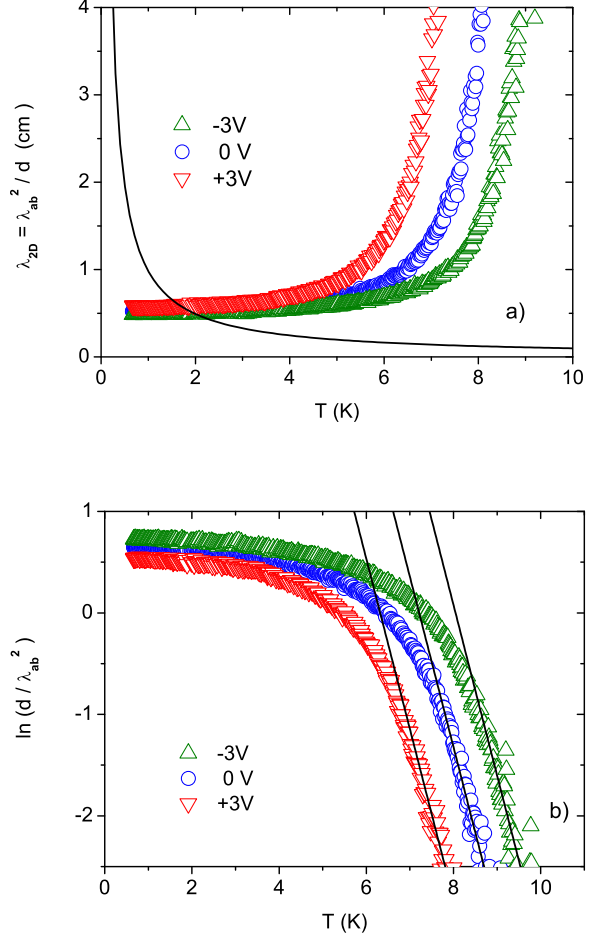 4
3
2
1
0
λ2D = λab² / d (cm)
-3V
0 V
+3V
a)
0 2 4 6 8 10
T (K)
1
0
-1
-2
ln (d / λab²)
-3V
0 V
+3V
b)
0 2 4 6 8 10
T (K)